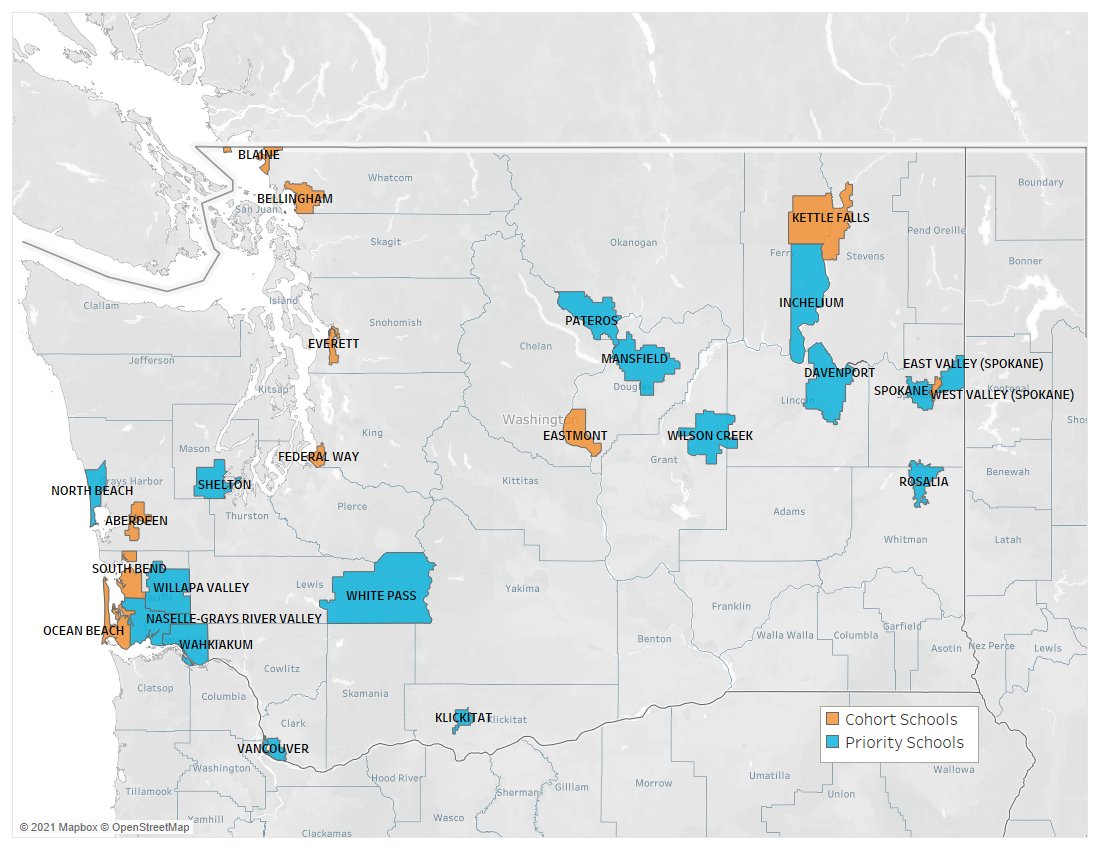 BLAINE
Whatcom
BELLINGHAM
San Juan
Skagit
Okanogan
KETTLE FALLS
Ferry
Stevens
Pend Oreille
Boundary
Bonner
Clallam
Island
Snohomish
EVERETT
Jefferson
Chelan
PATEROS
MANSFIELD
Douglas
INCHELIUM
DAVENPORT
Lincoln
EAST VALLEY (SPOKANE)
SPOKANE
WEST VALLEY (SPOKANE)
Kootenai
Shos
Kitsap
Washington
EASTMONT
WILSON CREEK
King
FEDERAL WAY
Mason
Grant
Kittitas
Benewah
NORTH BEACH
Grays Harbor
SHELTON
ROSALIA
ABERDEEN
Thurston
Pierce
Adams
Whitman
Latah
SOUTH BEND
WILLAPA VALLEY
Lewis
WHITE PASS
Yakima
Franklin
NASELLE-GRAYS RIVER VALLEY
OCEAN BEACH
WAHKIAKUM
Benton
Walla Walla
Columbia
Garfield
Asotin
Nez Perce
Lewis
Cowlitz
Clatsop
Columbia
Skamania
KLICKITAT
Klickitat
Clark
VANCOUVER
Cohort Schools
Priority Schools
Washington
Hood River
Tillamook
Sherman
Gilliam
Morrow
Umatilla
Wallowa
Union
Yamhill
Wasco
Clackamas
© 2021 Mapbox © OpenStreetMap